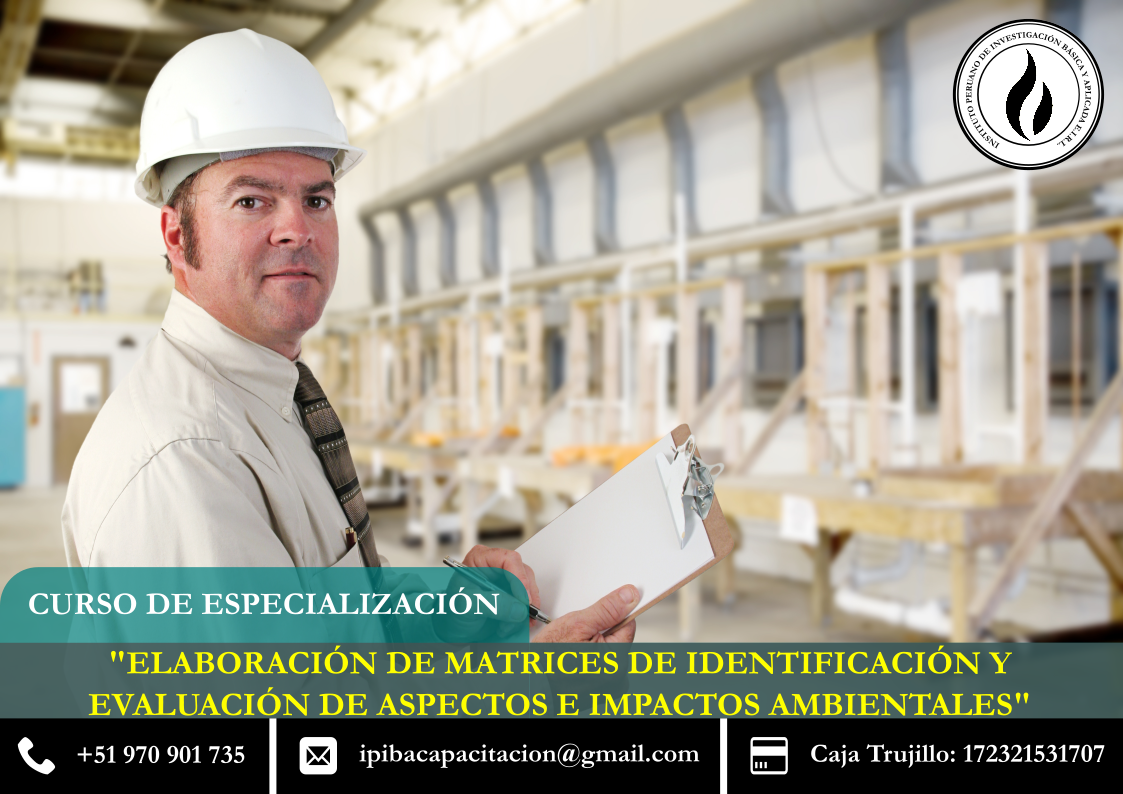 INSTITUTO PERUANO DE INVESTIGACIÓN BÁSICA Y APLICADA E.I.R.L.
CURSO DE ESPECIALIZACIÓN
"ELABORACIÓN DE MATRICES DE IDENTIFICACIÓN Y
EVALUACIÓN DE ASPECTOS E IMPACTOS AMBIENTALES"
+51 970 901 735
ipibacapacitacion@gmail.com
Caja Trujillo: 172321531707